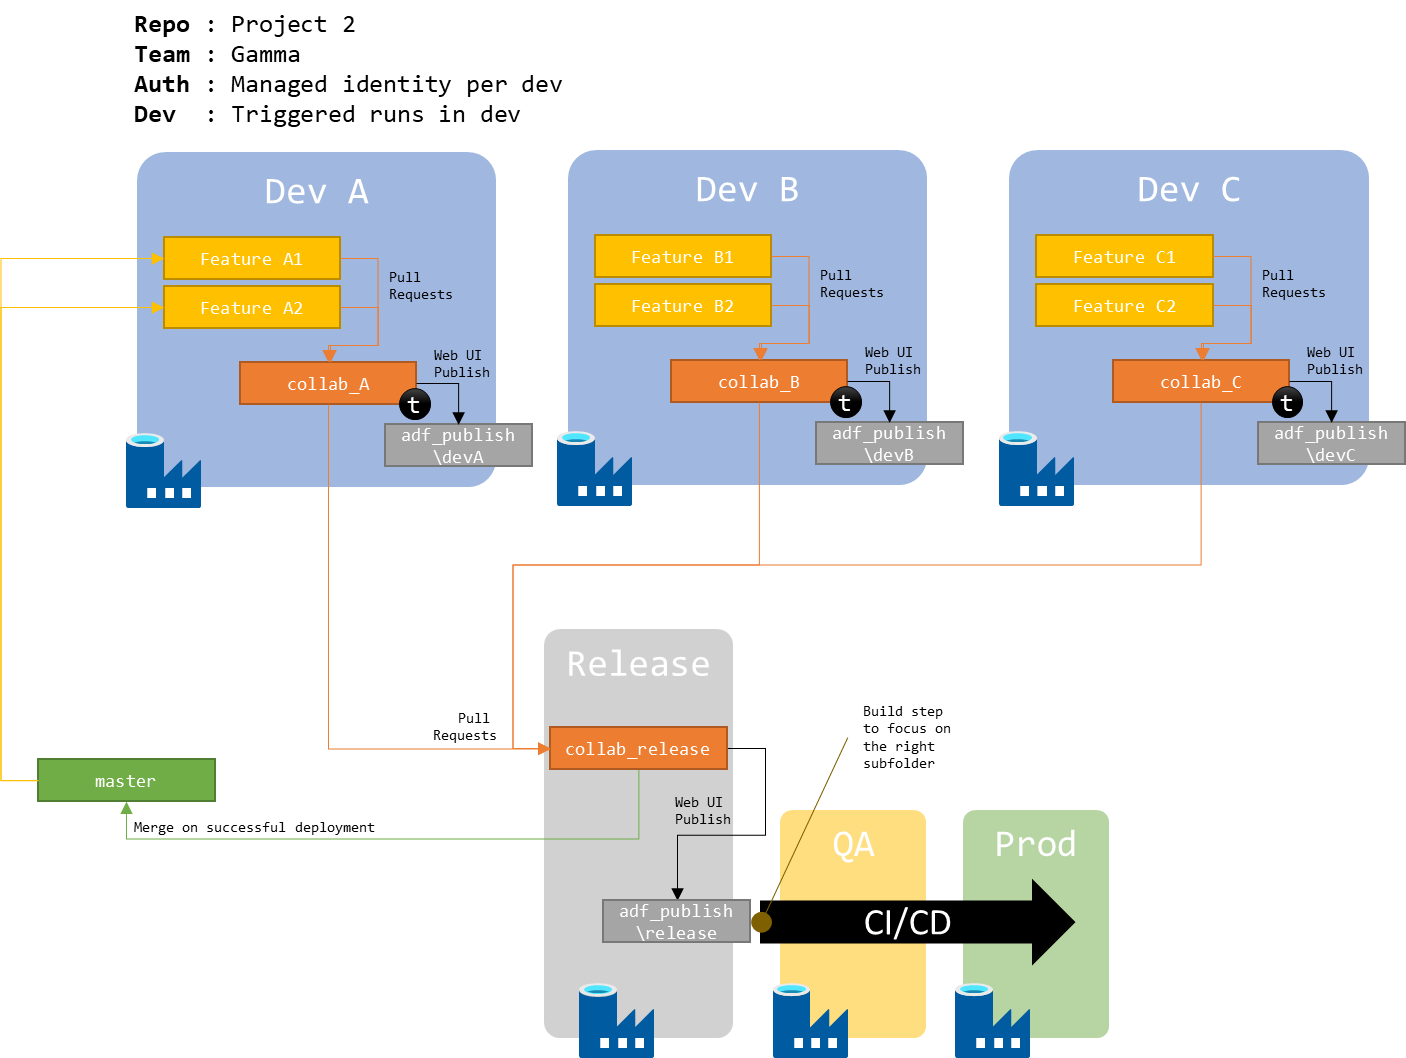 Repo : Project 2
Team : Gamma
Auth : Managed identity per dev
Dev  : Triggered runs in dev
Dev A
Feature A1
Feature A2
Pull
Requests
Web UI
Publish
collab_A
t
adf_publish
\devA
Dev B
Feature B1
Feature B2
Pull
Requests
Web UI
Publish
collab_B
t
adf_publish
\devB
Dev C
Feature C1
Feature C2
Pull
Requests
Web UI
Publish
collab_C
t
adf_publish
\devC
Release
Pull
Requests
collab_release
master
Merge on successful deployment
Web UI
Publish
adf_publish
\release
Build step
to focus on
the right
subfolder
QA
Prod
CI/CD